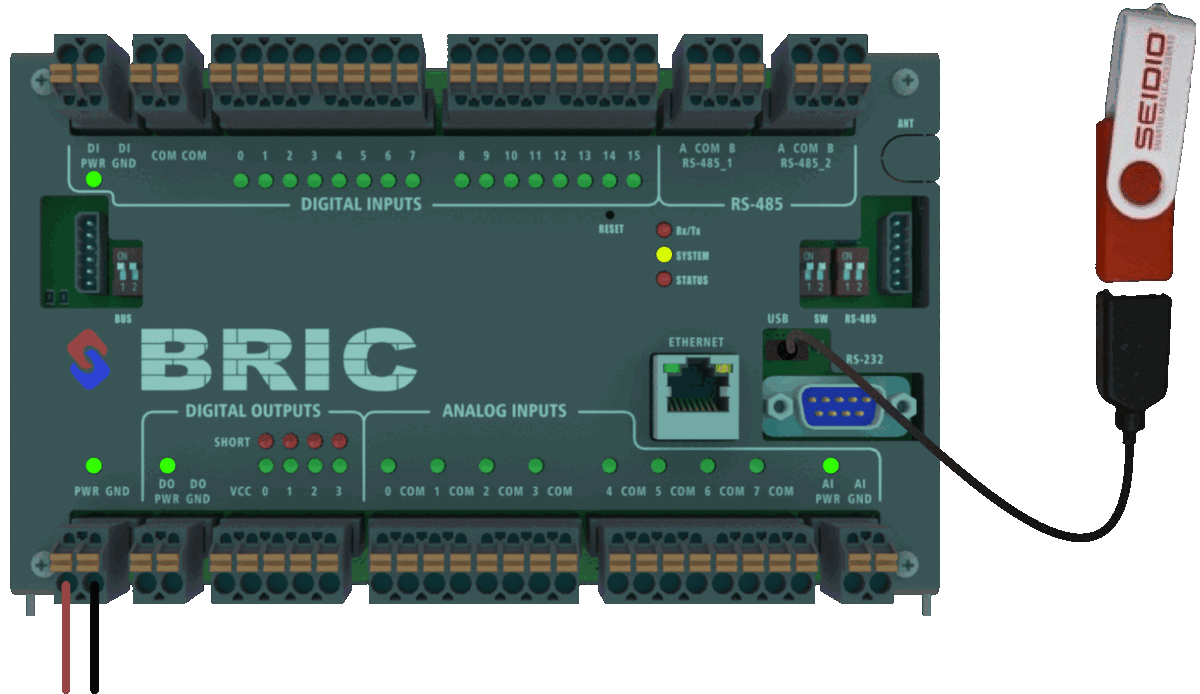 SEIDIO
ANT
DI DI
PWR GND COM COM 0 1 2 3 4 5 6 7 8 9 10 11 12 13 14 15
A COM B A COM B
RS-485_1 RS-485_2
DIGITAL INPUTS RS-485
RESET
Rx/Tx
SYSTEM
STATUS
ON
1 2
ON
1 2
ON
1 2
BUS
USB SW RS-485
BRIC
ETHERNET
RS-232
DIGITAL OUTPUTS ANALOG INPUTS
SHORT
PWR GND
DO DO
PWR GND
VCC 0 1 2 3
0 COM 1 COM 2 COM 3 COM 4 COM 5 COM 6 COM 7 COM
AI AI
PWR GND